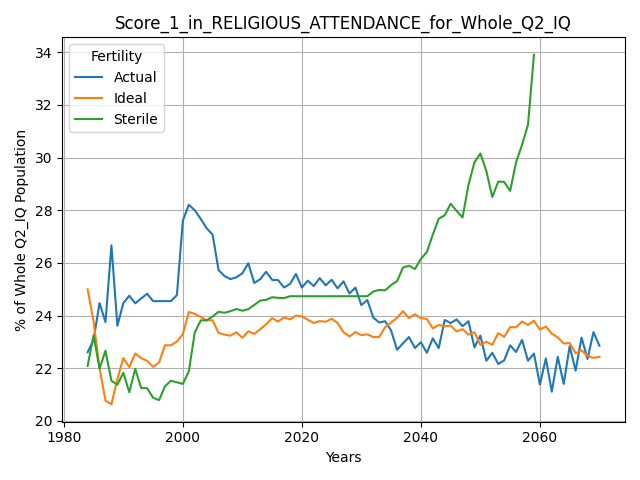 Score_1_in_RELIGIOUS_ATTENDANCE_for_Whole_Q2_IQ
Fertility
Actual
Ideal
Sterile
% of Whole Q2_IQ Population
34
32
30
28
26
24
22
20
1980
2000
2020
2040
2060
Years